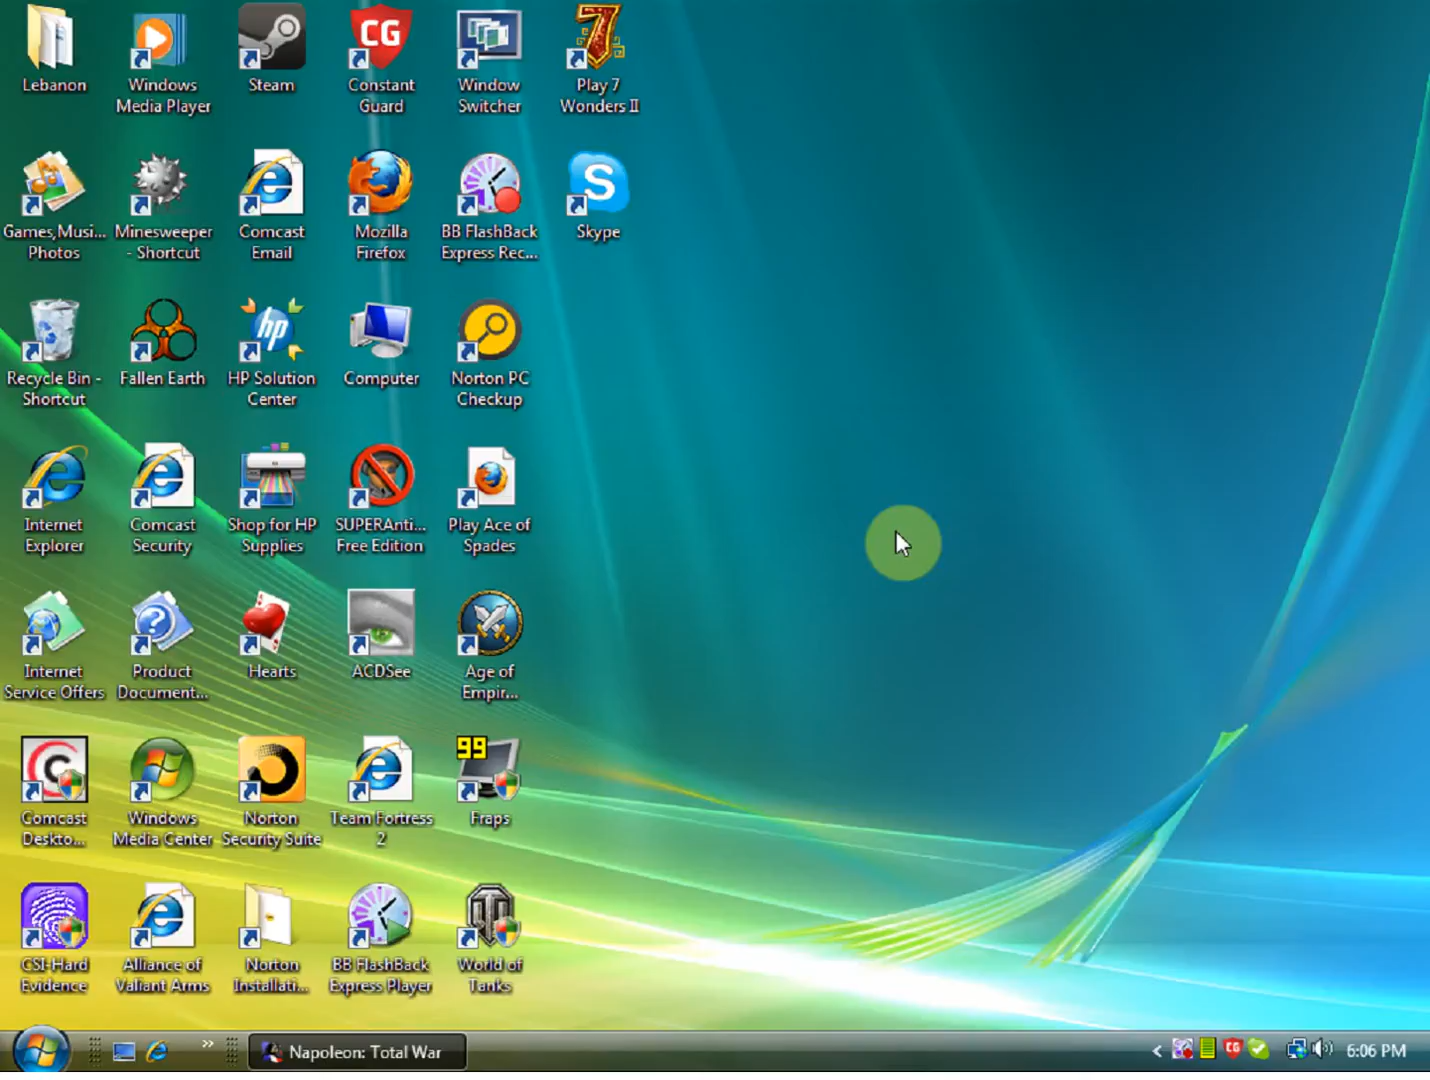 Lebanon
Windows
Media Player
Steam
CG
Constant
Guard
Window
Switcher
7
Play 7
Wonders II
Games,Musi...
Photos
Minesweeper
- Shortcut
Comcast
Email
Mozilla
Firefox
BB FlashBack
Express Rec...
S
Skype
Recycle Bin -
Shortcut
Fallen Earth
hp
HP Solution
Center
Computer
Norton PC
Checkup
Internet
Explorer
Comcast
Security
Shop for HP
Supplies
SUPERAnti...
Free Edition
Play Ace of
Spades
Internet
Service Offers
Product
Document...
Hearts
ACDSee
Age of
Empir...
Comcast
Deskto...
Windows
Media Center
Norton
Security Suite
Team Fortress
2
99
Fraps
CSI-Hard
Evidence
Alliance of
Valiant Arms
Norton
Installati...
BB FlashBack
Express Player
World of
Tanks
Napoleon: Total War
CG
6:06 PM